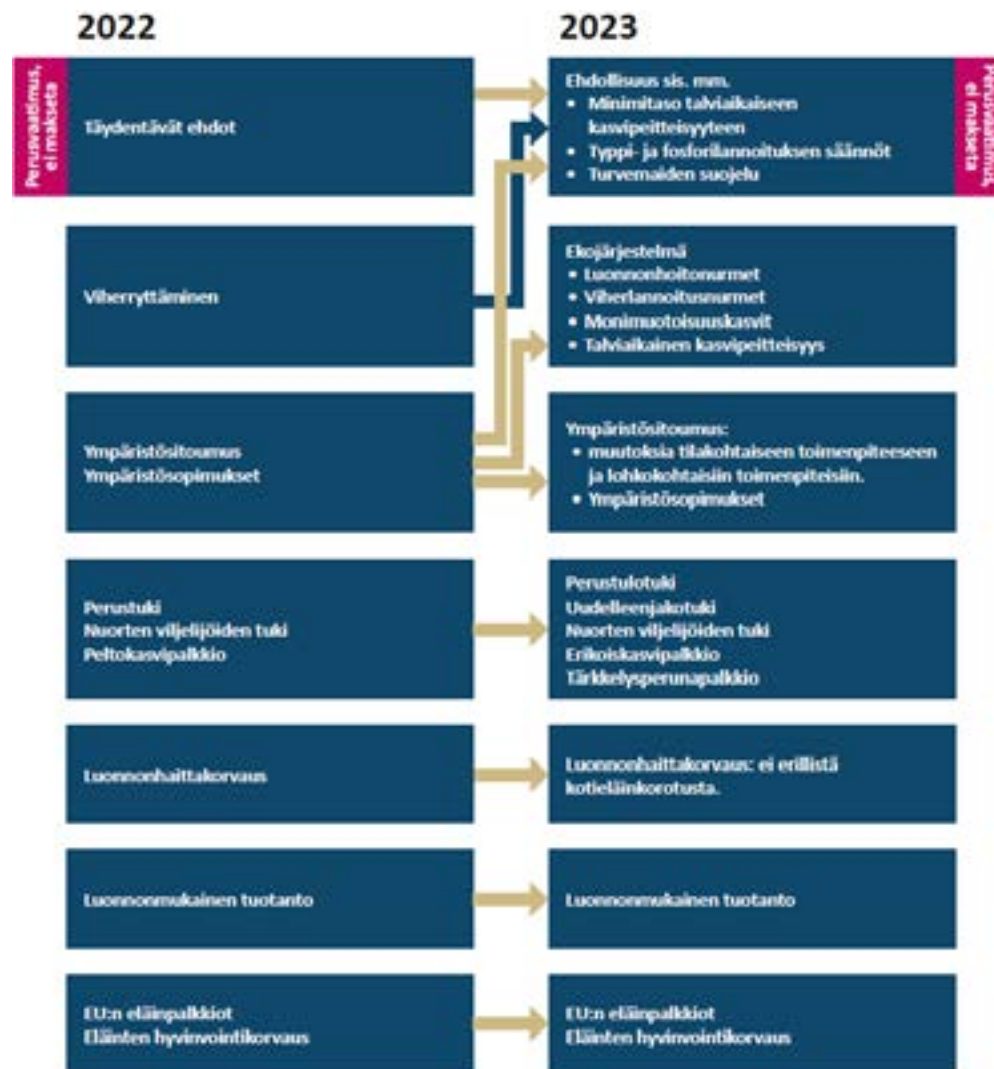 2022
2023
Perusvaatimus,
ei makseta
Täydentävät ehdot
Ehdollisuus sis. mm.
• Minimitaso talviaikaiseen
kasvipeitteisyyteen
• Typpi- ja fosforilannoituksen säännöt
• Turvemaiden suojelu
Perusvaatimut,
ei makseta
Viherryttäminen
Ekojärjestelmä
• Luonnonhoitonurmet
• Viherlannoitusnurmet
• Monimuotoisuuskasvit
• Talviaikainen kasvipeitteisyys
Ympäristösitoumus
Ympäristösopimukset
Ympäristösitoumus:
• muutoksia tilakohtaiseen toimenpiteeseen
ja lohkokohtaisiin toimenpiteisiin.
• Ympäristösopimukset
Perustuki
Nuorten viljelijöiden tuki
Peltokasvipalkkio
Perustulotuki
Uudelleenjakotuki
Nuorten viljelijöiden tuki
Erikoiskasvipalkkio
Tärkkelysperunapalkkio
Luonnonhaittakorvaus
Luonnonhaittakorvaus: ei erillistä
kotieläinkorotusta.
Luonnonmukainen tuotanto
Luonnonmukainen tuotanto
EU:n eläinpalkkiot
Eläinten hyvinvointikorvaus
EU:n eläinpalkkiot
Eläinten hyvinvointikorvaus